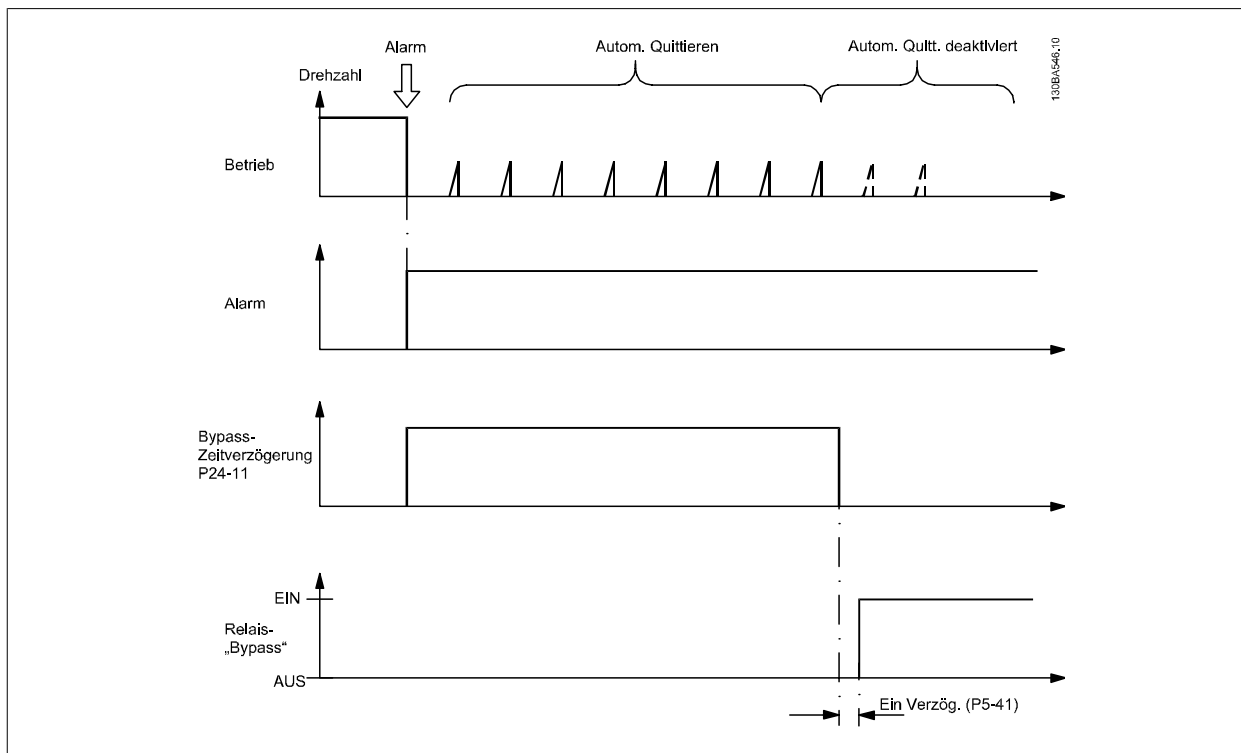 Alarm
Autom. Quittieren
Autom. Quitt. deaktiviert
130BA546.10
Drehzahl
Betrieb
Alarm
Bypass-
Zeitverzögerung
P24-11
EIN
Relais-
„Bypass“
AUS
Ein Verzög. (P5-41)